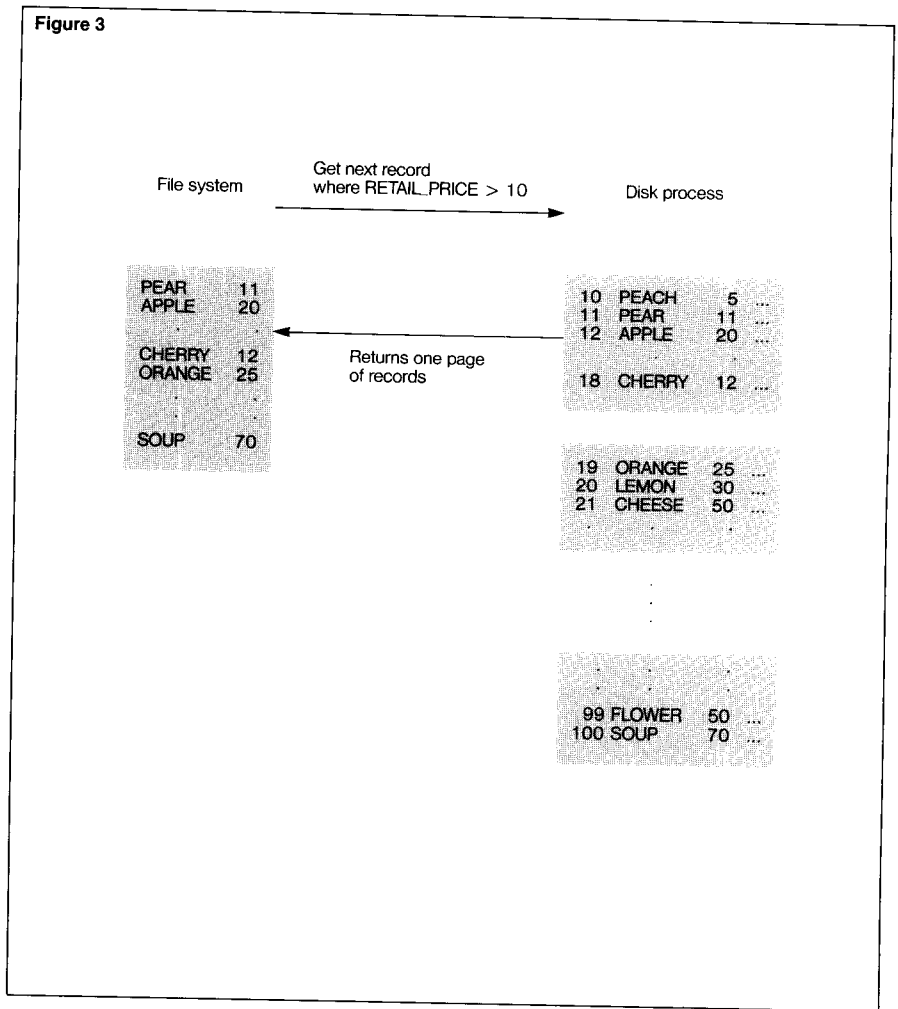 Figure 3
Get next record
where RETAIL_PRICE > 10
File system
Disk process
PEAR 11
APPLE 20
. .
CHERRY 12
ORANGE 25
. .
. .
SOUP 70
Returns one page
of records
10 PEACH 5 ...
11 PEAR 11 ...
12 APPLE 20 ...
. .
18 CHERRY 12 ...
19 ORANGE 25 ...
20 LEMON 30 ...
21 CHEESE 50 ...
. . .
.
.
.
. . .
. . .
99 FLOWER 50 ...
100 SOUP 70 ...